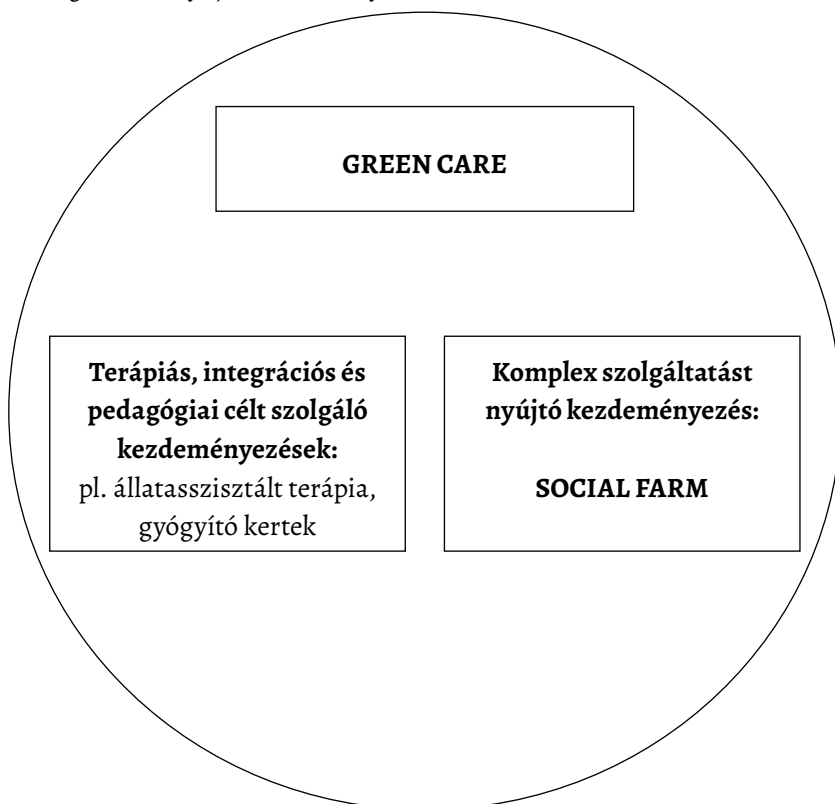 GREEN CARE
Terápiás, integrációs és
pedagógiai célt szolgáló
kezdeményezések:
pl. állatasszisztált terápia,
gyógyító kertek
Komplex szolgáltatást
nyújtó kezdeményezés:
SOCIAL FARM